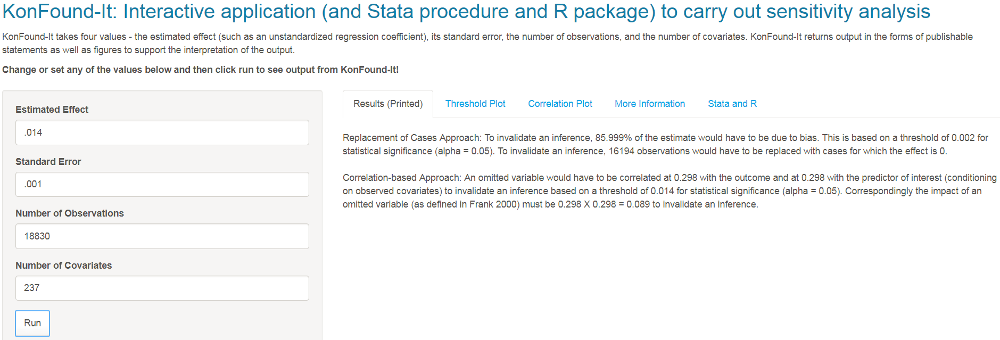 KonFound-It: Interactive application (and Stata procedure and R package) to carry out sensitivity analysis
KonFound-It takes four values - the estimated effect (such as an unstandardized regression coefficient), its standard error, the number of observations, and the number of covariates. KonFound-It returns output in the forms of publishable
statements as well as figures to support the interpretation of the output.
Change or set any of the values below and then click run to see output from KonFound-It!
Estimated Effect
.014
Standard Error
.001
Number of Observations
18830
Number of Covariates
237
Run
Results (Printed) Threshold Plot Correlation Plot More Information Stata and R
Replacement of Cases Approach: To invalidate an inference, 85.999% of the estimate would have to be due to bias. This is based on a threshold of 0.002 for
statistical significance (alpha = 0.05). To invalidate an inference, 16194 observations would have to be replaced with cases for which the effect is 0.
Correlation-based Approach: An omitted variable would have to be correlated at 0.298 with the outcome and at 0.298 with the predictor of interest (conditioning
on observed covariates) to invalidate an inference based on a threshold of 0.014 for statistical significance (alpha = 0.05). Correspondingly the impact of an
omitted variable (as defined in Frank 2000) must be 0.298 X 0.298 = 0.089 to invalidate an inference.